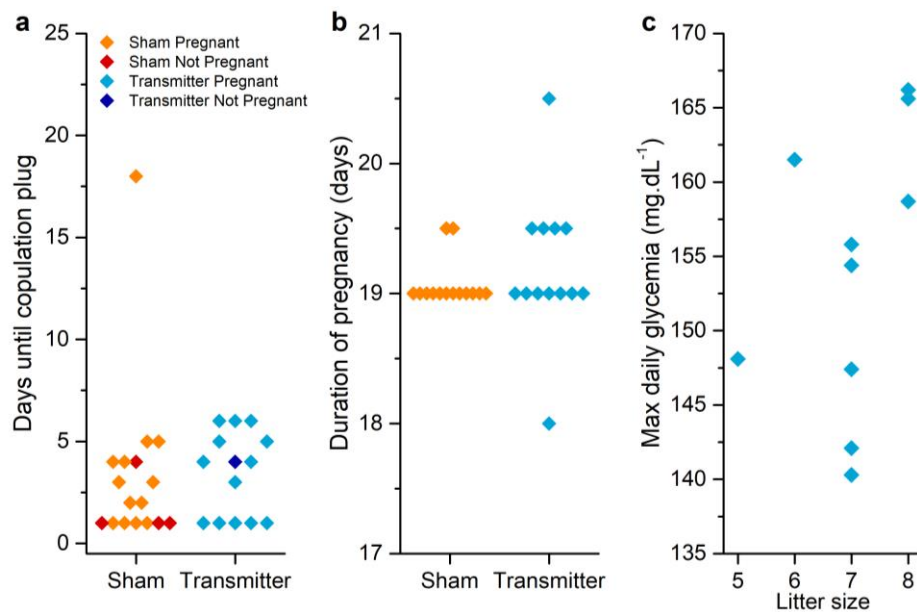 a
25
20
15
10
5
0
Days until copulation plug
Sham Pregnant
Sham Not Pregnant
Transmitter Pregnant
Transmitter Not Pregnant
Sham Transmitter
b
21
20
19
18
17
Duration of pregnancy (days)
Sham Transmitter
c
170
165
160
155
150
145
140
135
Max daily glycemia (mg.dL⁻¹)
5 6 7 8
Litter size